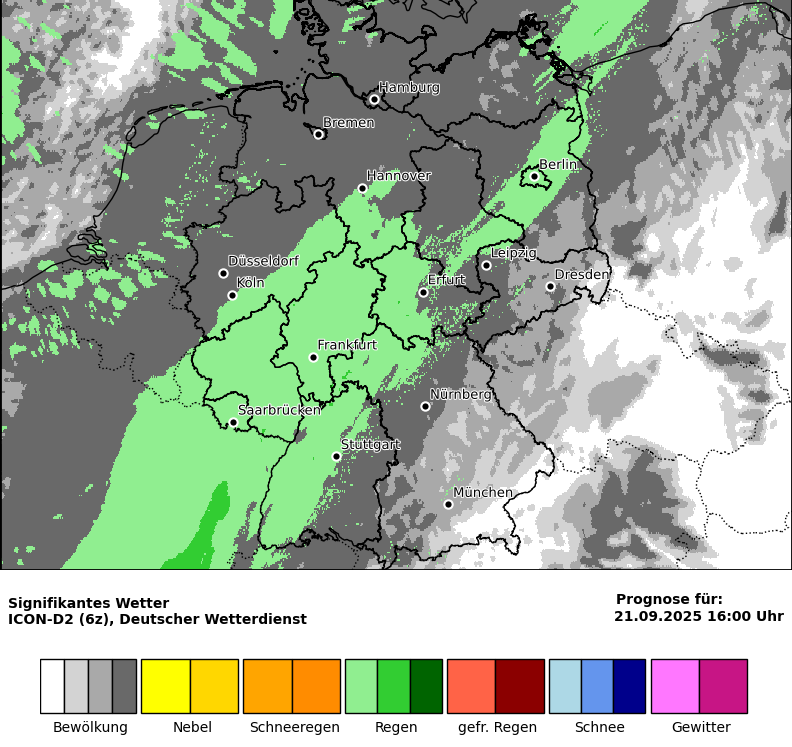 Hamburg
Bremen
Berlin
Hannover
Leipzig
Düsseldorf
Dresden
Köln
Erfurt
Frankfurt
Nürnberg
Saarbrücken
Stuttgart
München
Signifikantes Wetter
ICON-D2 (6z), Deutscher Wetterdienst
Prognose für:
21.09.2025 16:00 Uhr
Bewölkung Nebel Schneeregen Regen gefr. Regen Schnee Gewitter